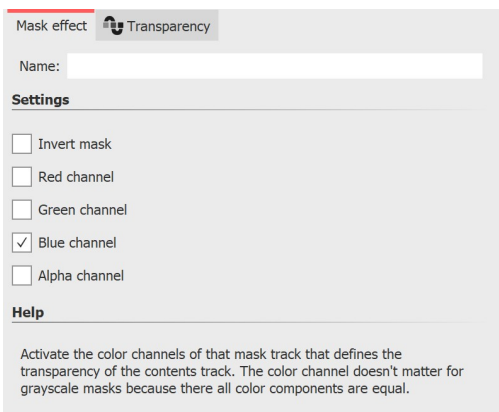 Mask effect Transparency
Name:
Settings
Invert mask
Red channel
Green channel
Blue channel
Alpha channel
Help
Activate the color channels of that mask track that defines the
transparency of the contents track. The color channel doesn't matter for
grayscale masks because there all color components are equal.